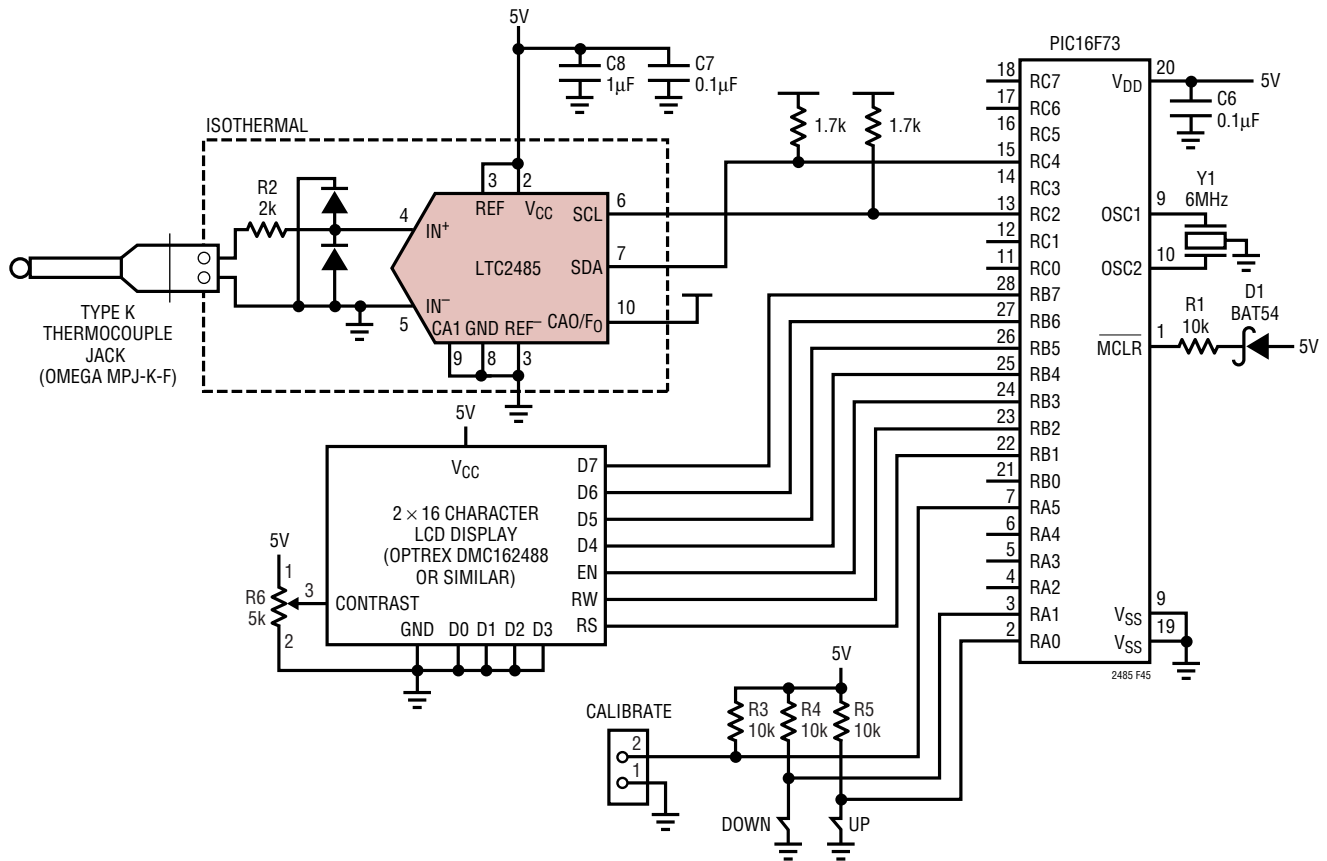 5V
C8
1µF
C7
0.1µF
ISOTHERMAL
R2
2k
4
IN+
3
REF
2
VCC
SCL
6
LTC2485
SDA
7
10
CA0/FO
IN–
5
CA1 GND REF–
9
8
3
TYPE K
THERMOCOUPLE
JACK
(OMEGA MPJ-K-F)
1.7k
1.7k
PIC16F73
18 RC7
17 RC6
16 RC5
15 RC4
14 RC3
13 RC2
12 RC1
11 RC0
28 RB7
27 RB6
26 RB5
25 RB4
24 RB3
23 RB2
22 RB1
21 RB0
7 RA5
6 RA4
5 RA3
4 RA2
3 RA1
2 RA0
VDD 20
5V
C6
0.1µF
Y1
6MHz
OSC1 9
OSC2 10
D1
BAT54
R1
10k
MCLR 1
5V
VSS 9
VSS 19
2485 F45
5V
VCC
2 × 16 CHARACTER
LCD DISPLAY
(OPTREX DMC162488
OR SIMILAR)
D7
D6
D5
D4
EN
RW
RS
5V
1
R6
5k
3
2
CONTRAST
GND D0 D1 D2 D3
5V
R3
10k
R4
10k
R5
10k
CALIBRATE
2
1
DOWN
UP